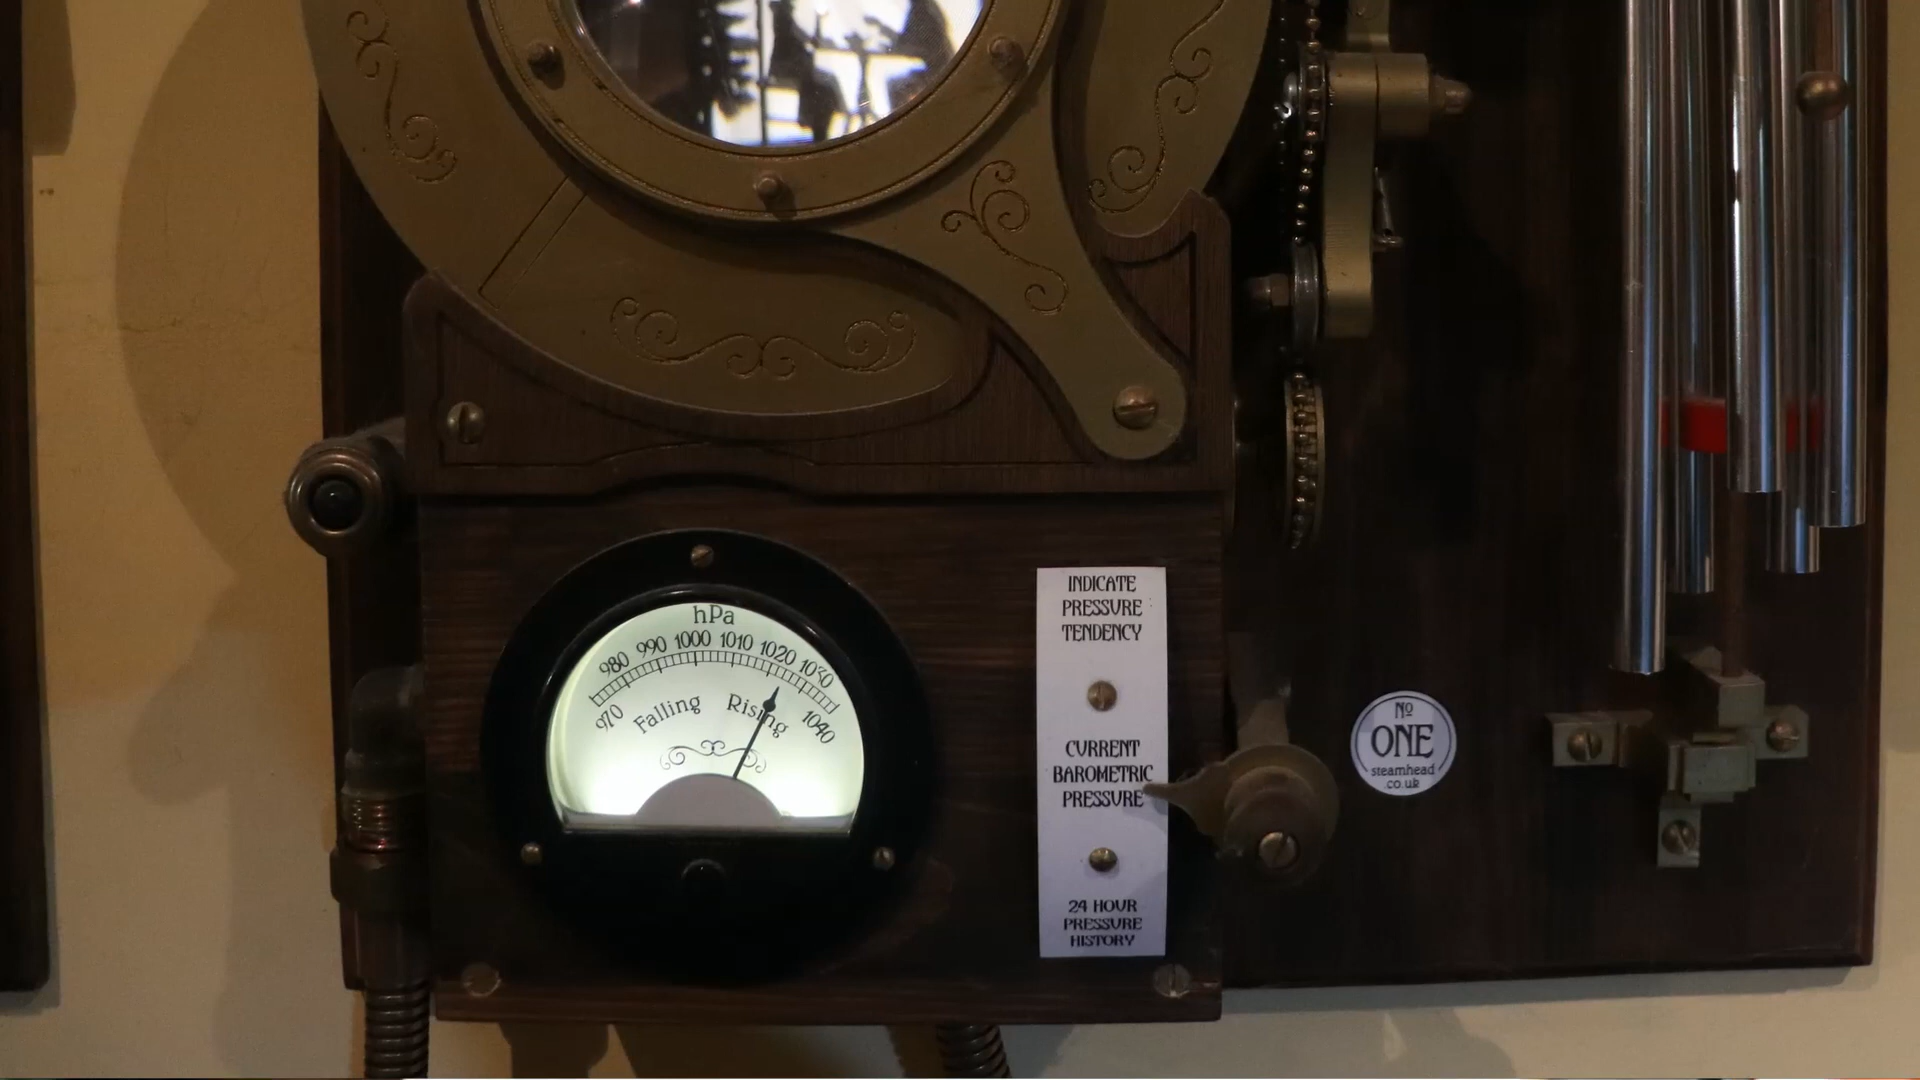 hPa
970 980 990 1000 1010 1020 1030 1040
Falling Rising
INDICATE
PRESSURE
TENDENCY
CURRENT
BAROMETRIC
PRESSURE
24 HOUR
PRESSURE
HISTORY
No
ONE
steamhead
.co.uk